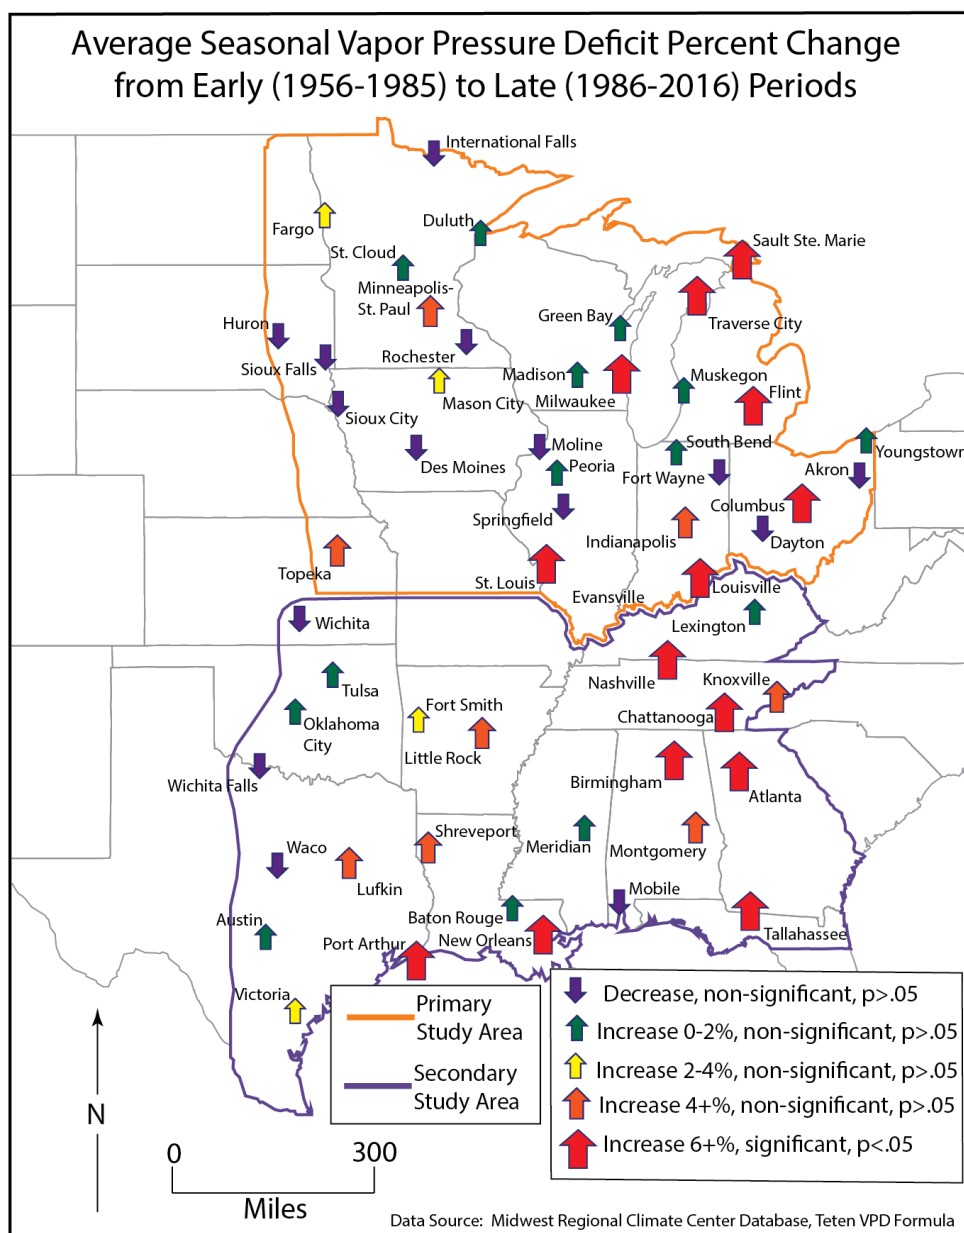 Average Seasonal Vapor Pressure Deficit Percent Change
from Early (1956-1985) to Late (1986-2016) Periods
International Falls
Fargo
Duluth
St. Cloud
Sault Ste. Marie
Minneapolis-
St. Paul
Green Bay
Traverse City
Huron
Rochester
Sioux Falls
Madison
Muskegon
Milwaukee
Flint
Mason City
Sioux City
Moline
South Bend
Youngstown
Des Moines
Peoria
Fort Wayne
Akron
Springfield
Columbus
Indianapolis
Dayton
Topeka
St. Louis
Evansville
Louisville
Wichita
Lexington
Nashville
Knoxville
Tulsa
Fort Smith
Chattanooga
Oklahoma
City
Little Rock
Wichita Falls
Birmingham
Atlanta
Shreveport
Waco
Meridian
Montgomery
Lufkin
Mobile
Austin
Baton Rouge
Port Arthur
New Orleans
Tallahassee
Victoria
Primary
Study Area
Secondary
Study Area
Decrease, non-significant, p>.05
Increase 0-2%, non-significant, p>.05
Increase 2-4%, non-significant, p>.05
Increase 4+%, non-significant, p>.05
Increase 6+%, significant, p<.05
N
0 300
Miles
Data Source: Midwest Regional Climate Center Database, Teten VPD Formula